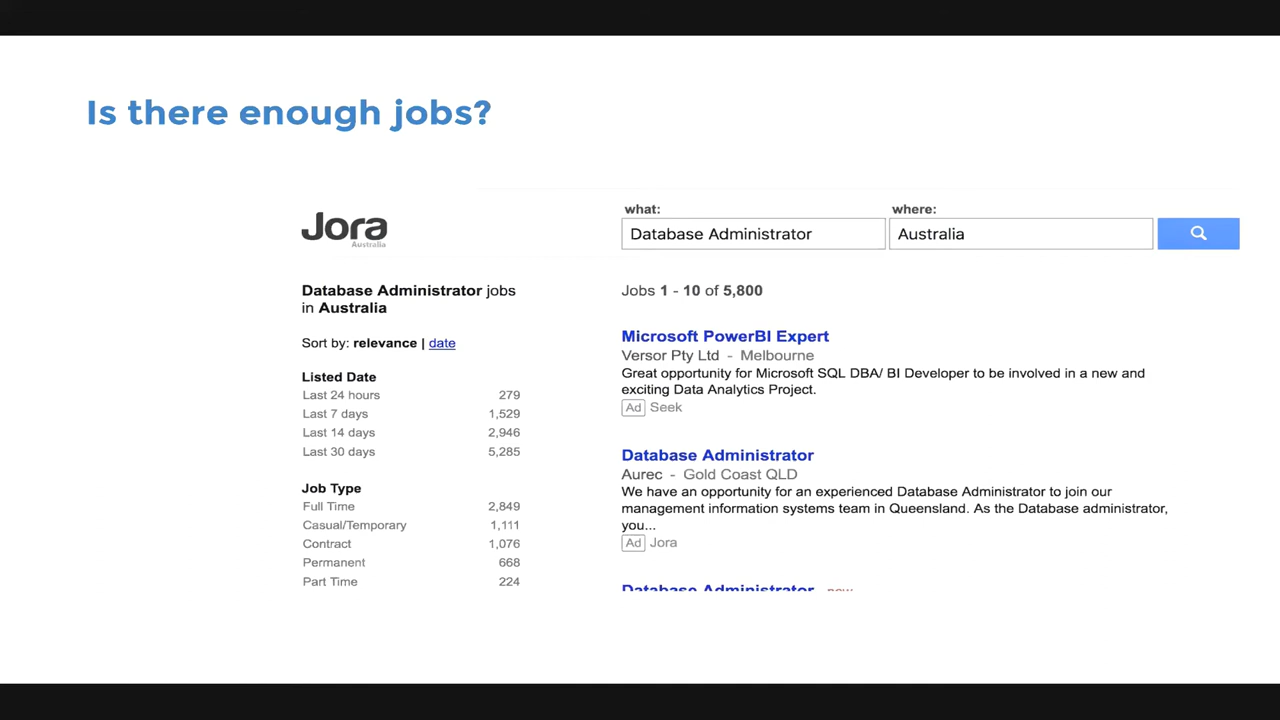 Is there enough jobs?
Jora
Australia
what:
where:
Database Administrator
Australia
Database Administrator jobs
in Australia
Sort by: relevance | date
Listed Date
Last 24 hours 279
Last 7 days 1,529
Last 14 days 2,946
Last 30 days 5,285
Job Type
Full Time 2,849
Casual/Temporary 1,111
Contract 1,076
Permanent 668
Part Time 224
Jobs 1 - 10 of 5,800
Microsoft PowerBI Expert
Versor Pty Ltd - Melbourne
Great opportunity for Microsoft SQL DBA/ BI Developer to be involved in a new and
exciting Data Analytics Project.
Ad Seek
Database Administrator
Aurec - Gold Coast QLD
We have an opportunity for an experienced Database Administrator to join our
management information systems team in Queensland. As the Database administrator,
you...
Ad Jora
Database Administrator new